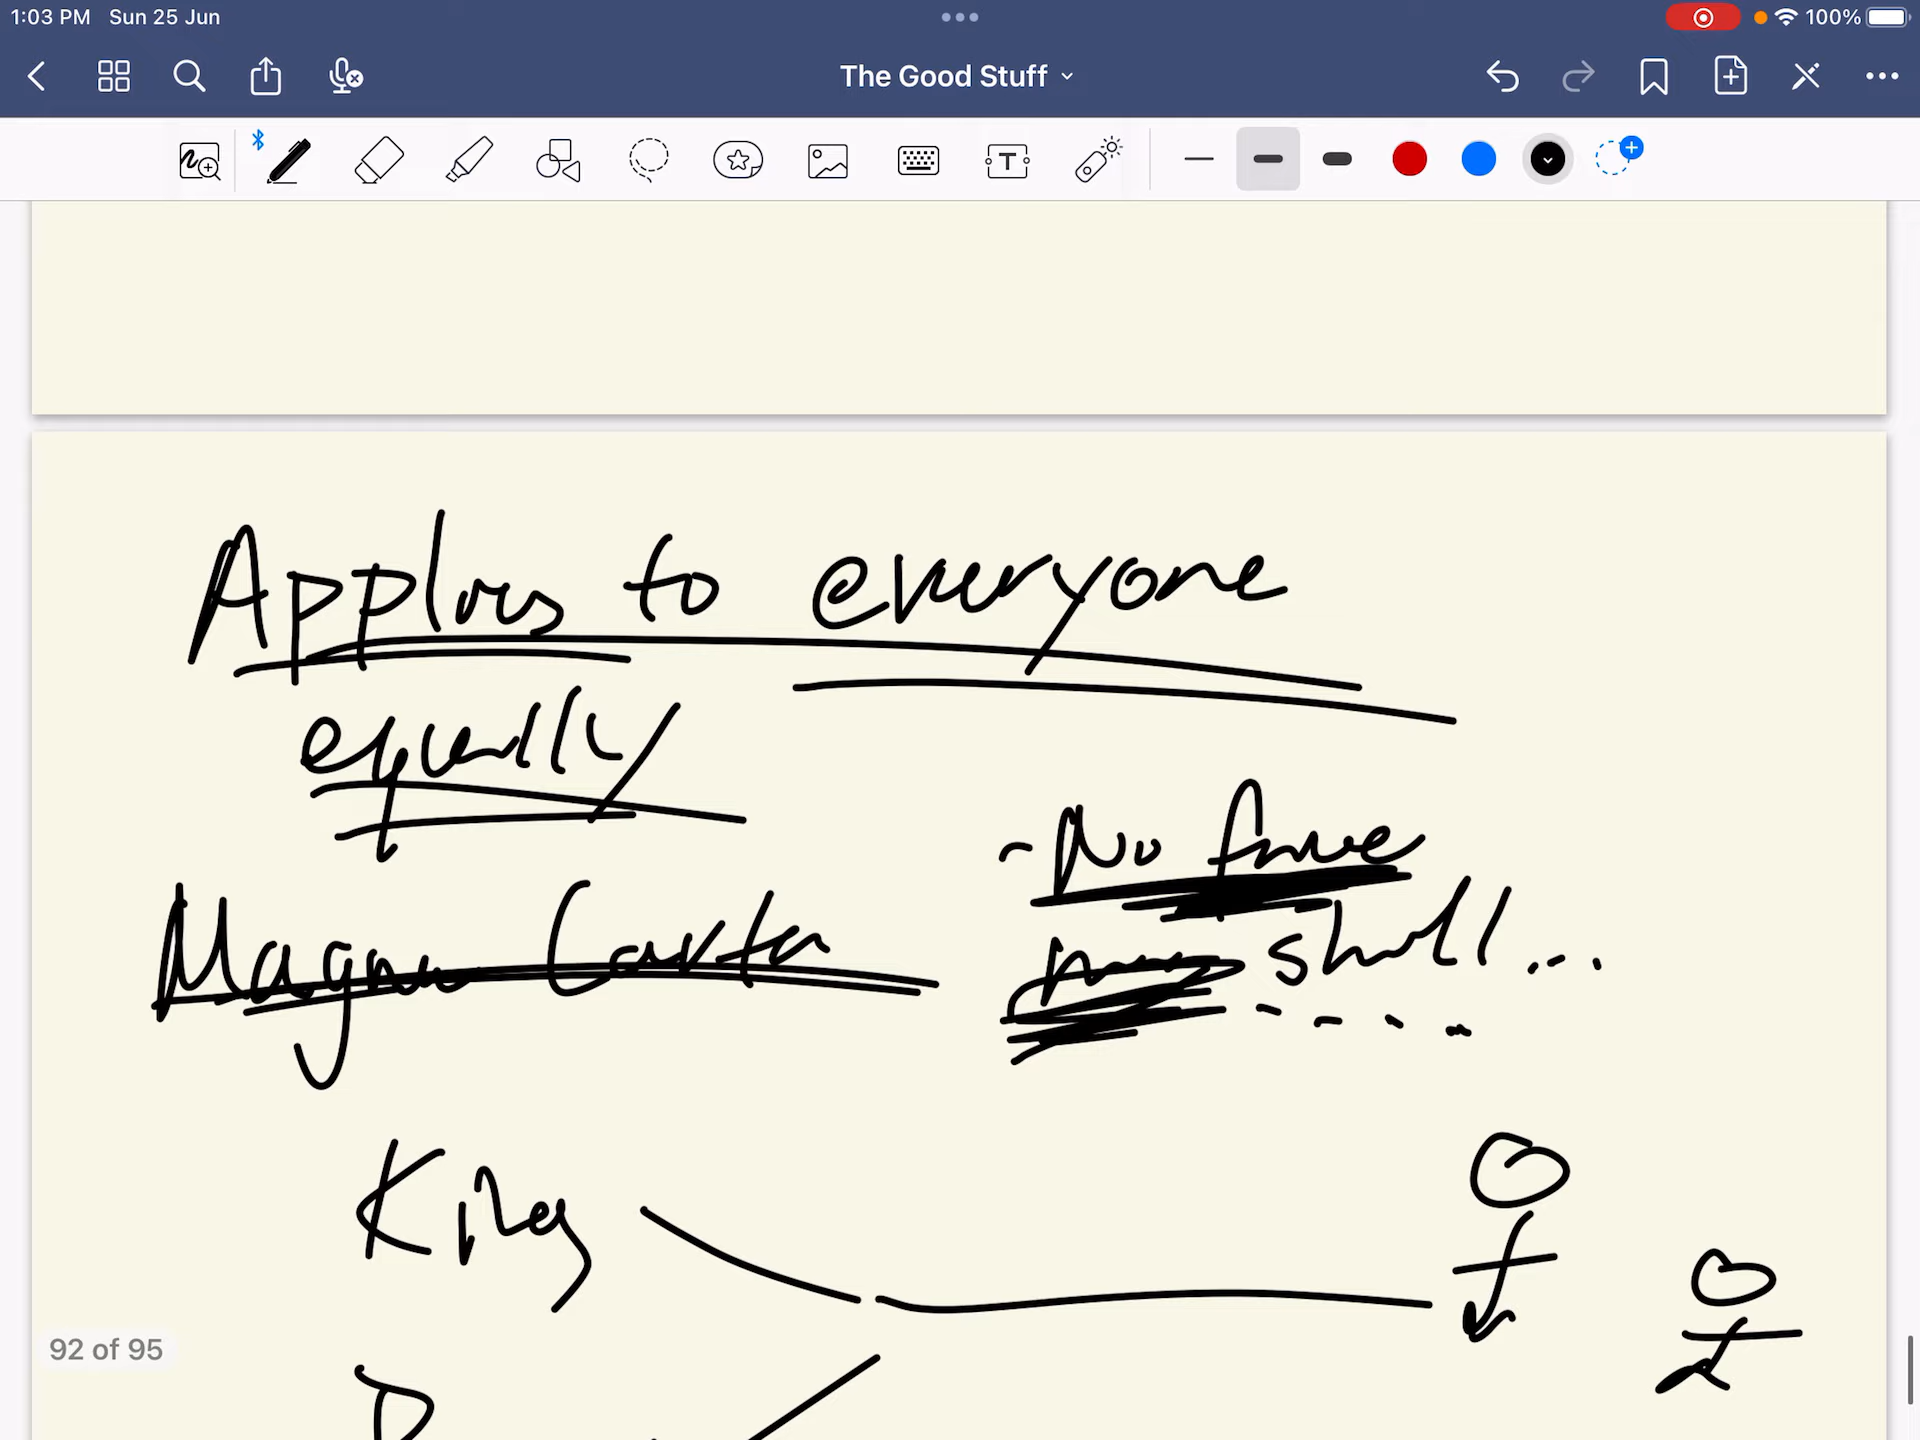 1:03 PM Sun 25 Jun
100%
The Good Stuff
T
Applies to everyone
equally
- No free
man shall...
Magna Carta
King
92 of 95